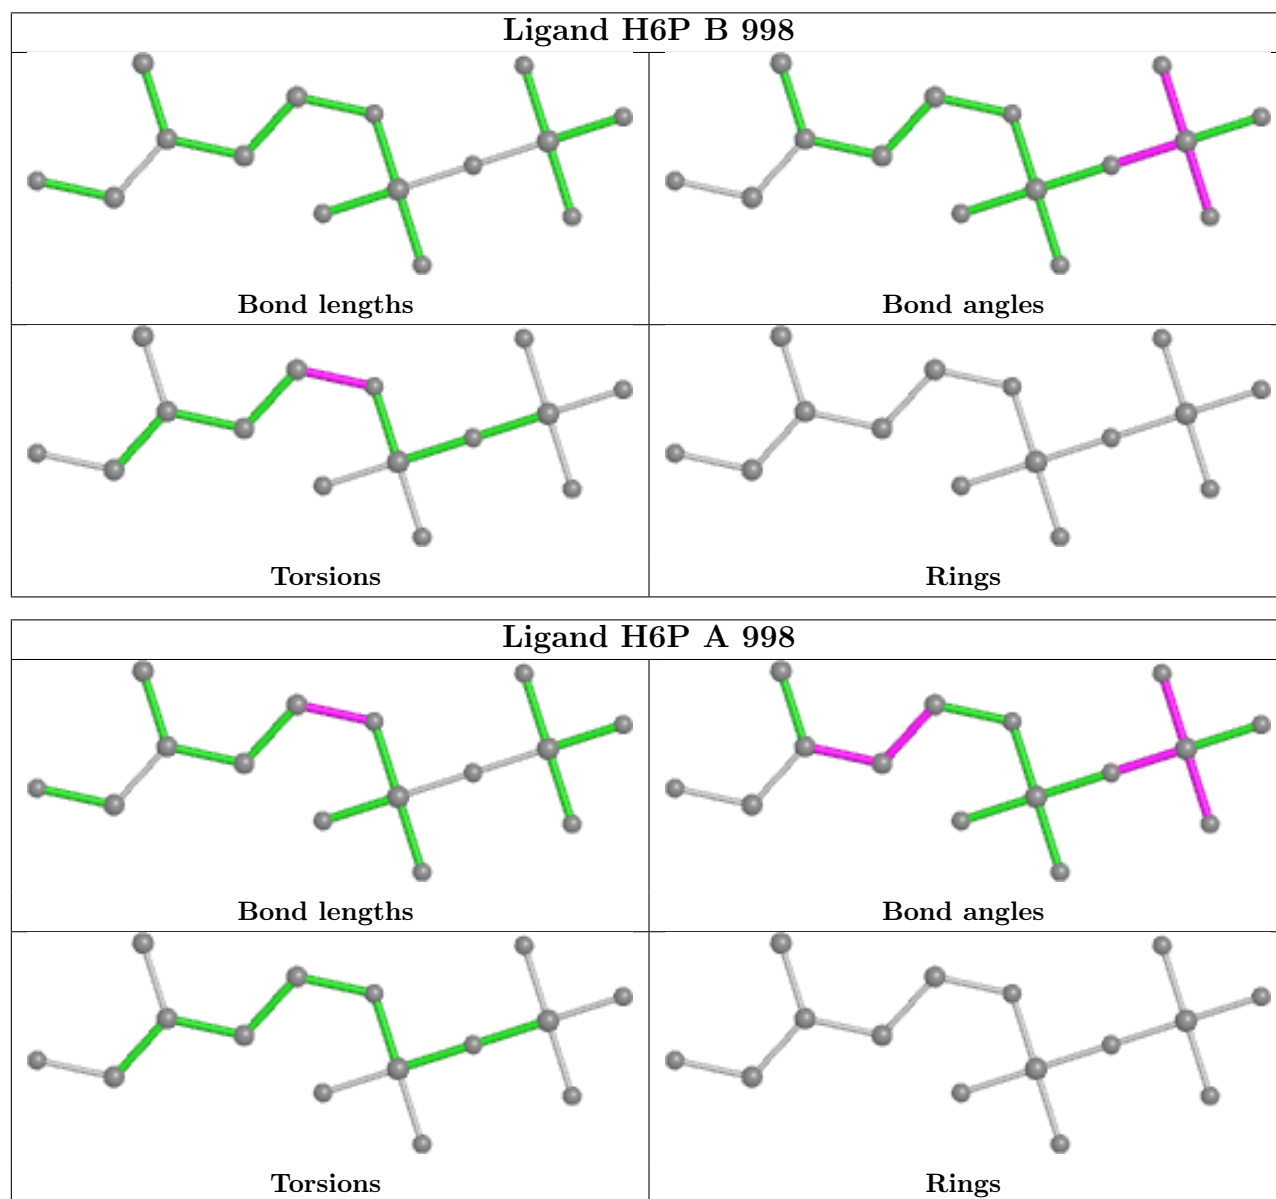 Ligand H6P B 998
Bond lengths
Bond angles
Torsions
Rings
Ligand H6P A 998
Bond lengths
Bond angles
Torsions
Rings